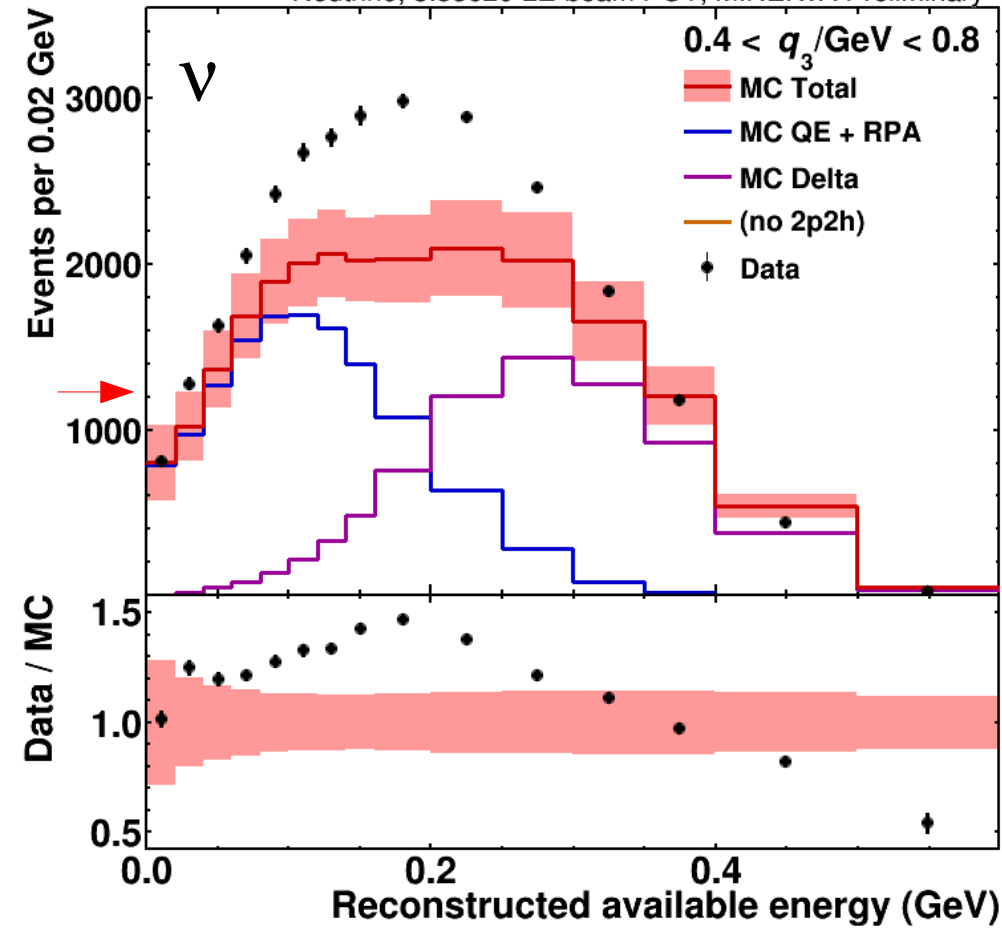 ν
0.4 < q₃/GeV < 0.8
MC Total
MC QE + RPA
MC Delta
(no 2p2h)
Data
Events per 0.02 GeV
3000
2000
1000
Data / MC
1.5
1.0
0.5
0.0
0.2
0.4
Reconstructed available energy (GeV)